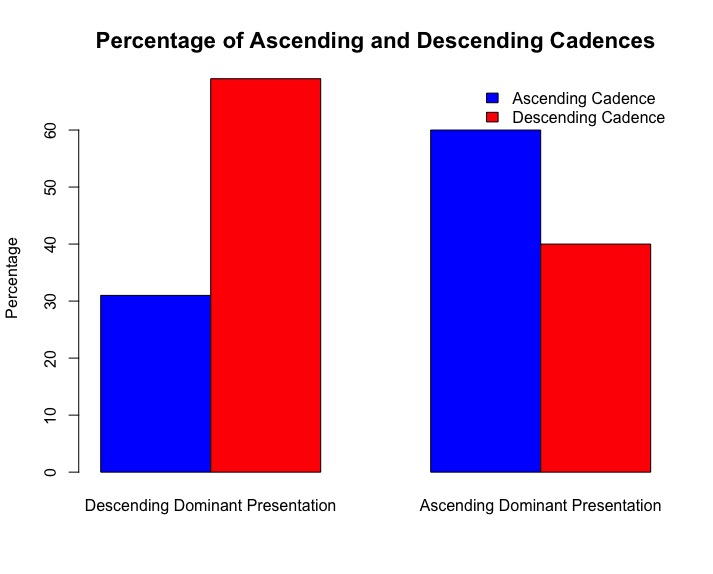 Percentage of Ascending and Descending Cadences
Ascending Cadence
Descending Cadence
Percentage
60
50
40
30
20
10
0
Descending Dominant Presentation
Ascending Dominant Presentation